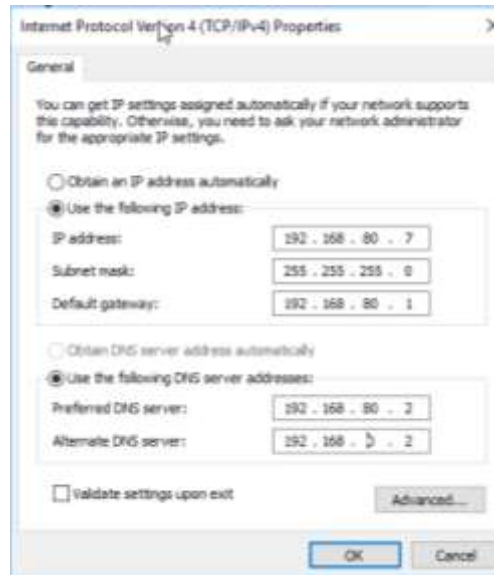 Internet Protocol Version 4 (TCP/IPv4) Properties
General
You can get IP settings assigned automatically if your network supports
this capability. Otherwise, you need to ask your network administrator
for the appropriate IP settings.
Obtain an IP address automatically
Use the following IP address:
IP address: 192 . 168 . 80 . 7
Subnet mask: 255 . 255 . 255 . 0
Default gateway: 192 . 168 . 80 . 1
Obtain DNS server address automatically
Use the following DNS server addresses:
Preferred DNS server: 192 . 168 . 80 . 2
Alternate DNS server: 192 . 168 . . 2
Validate settings upon exit
Advanced...
OK Cancel